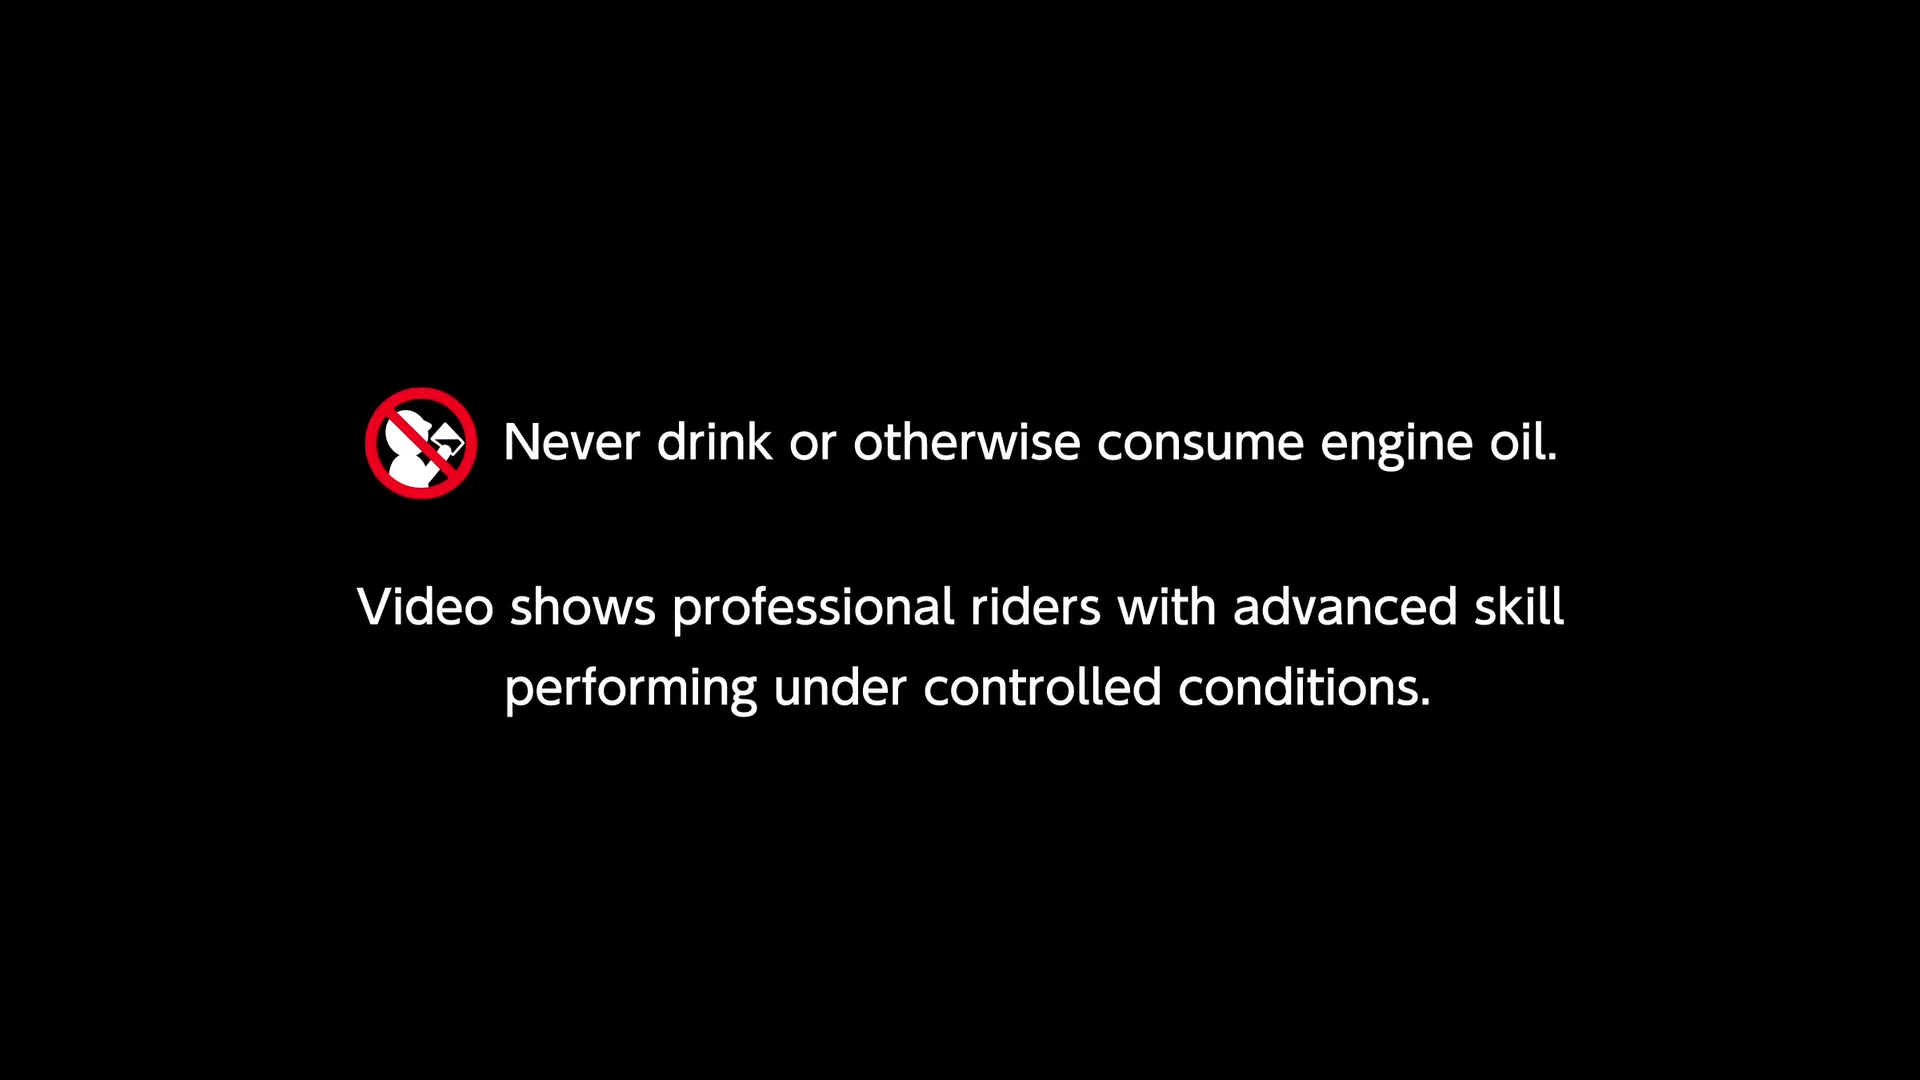 Never drink or otherwise consume engine oil.
Video shows professional riders with advanced skill
performing under controlled conditions.